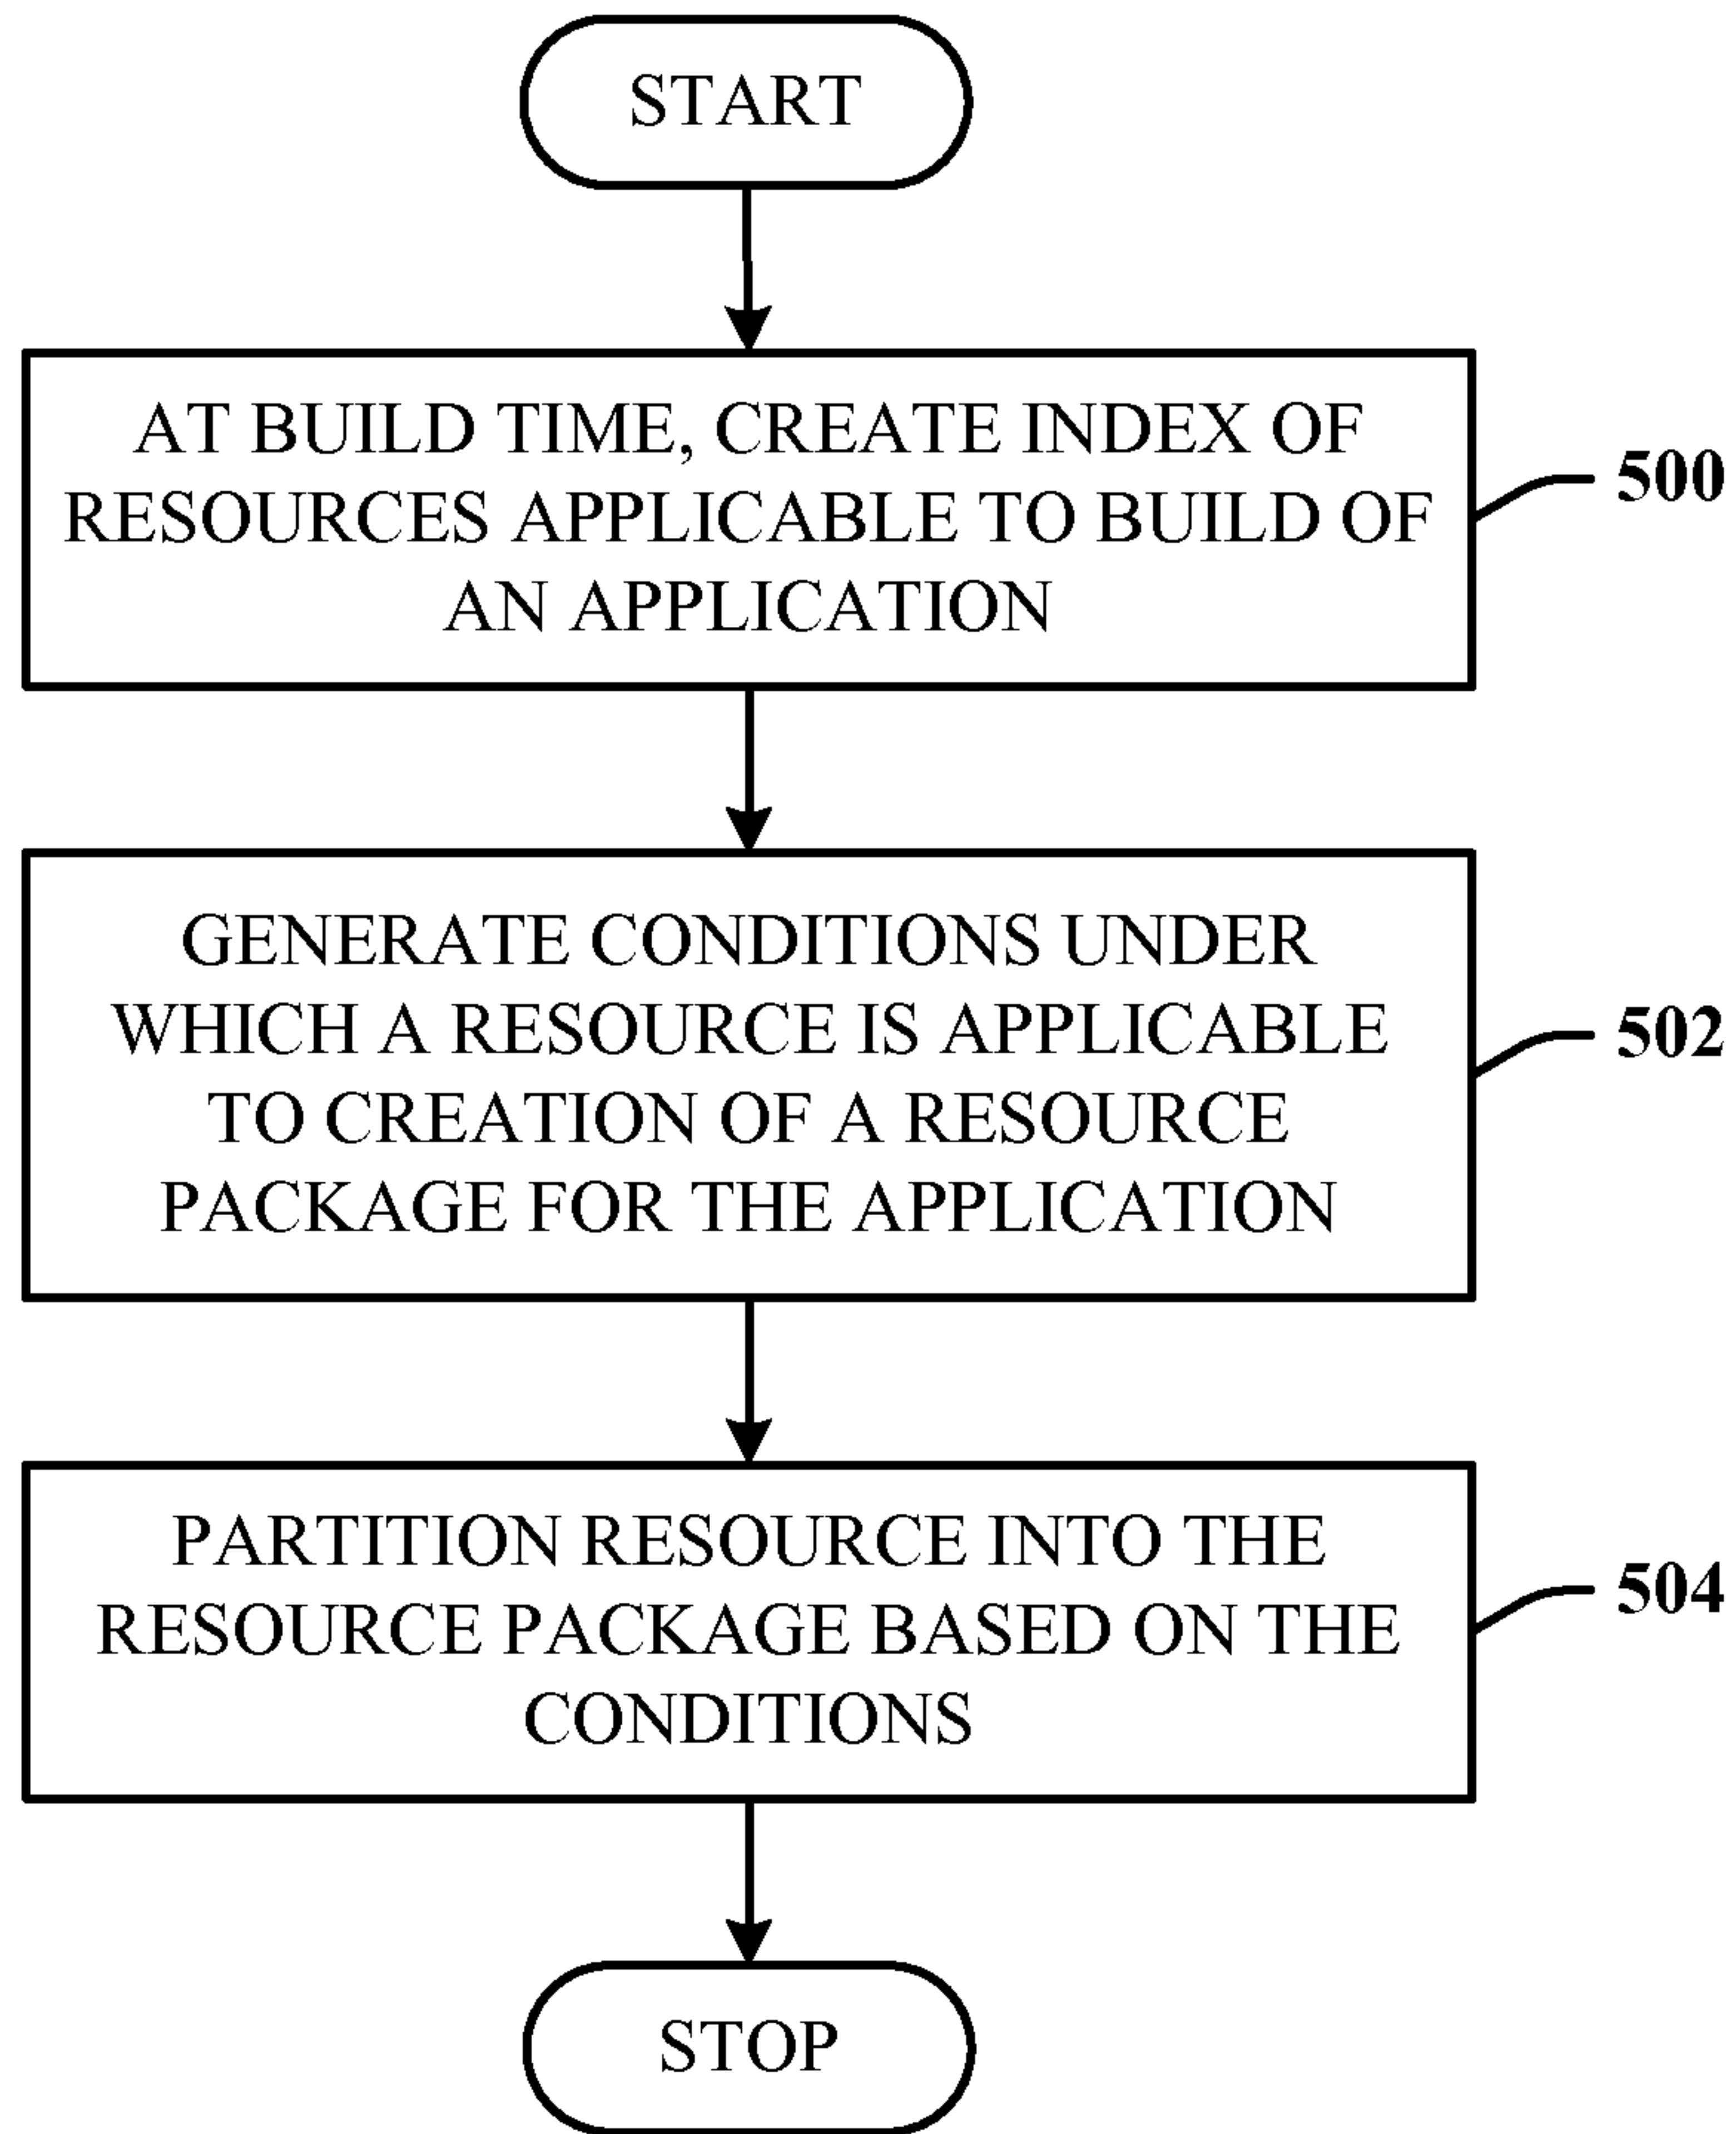 START
AT BUILD TIME, CREATE INDEX OF
RESOURCES APPLICABLE TO BUILD OF
AN APPLICATION
500
GENERATE CONDITIONS UNDER
WHICH A RESOURCE IS APPLICABLE
TO CREATION OF A RESOURCE
PACKAGE FOR THE APPLICATION
502
PARTITION RESOURCE INTO THE
RESOURCE PACKAGE BASED ON THE
CONDITIONS
504
STOP